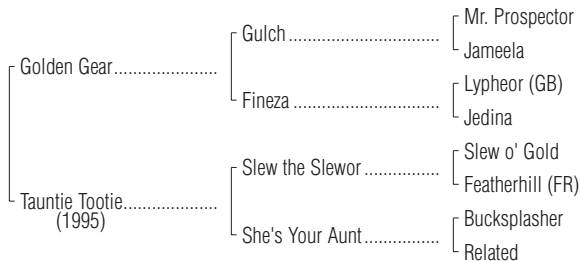 Mr. Prospector
Gulch
Jameela
Golden Gear
Lypheor (GB)
Fineza
Jedina
Slew o' Gold
Slew the Slewor
Featherhill (FR)
Tauntie Tootie
(1995)
Bucksplasher
She's Your Aunt
Related